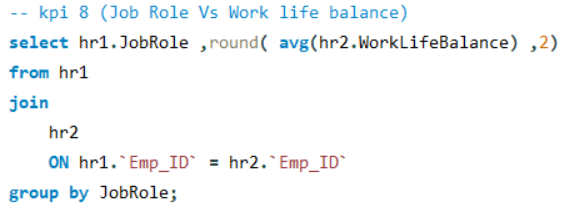 -- kpi 8 (Job Role Vs Work life balance)
select hr1.JobRole ,round( avg(hr2.WorkLifeBalance) ,2)
from hr1
join
    hr2
    ON hr1.`Emp_ID` = hr2.`Emp_ID`
group by JobRole;